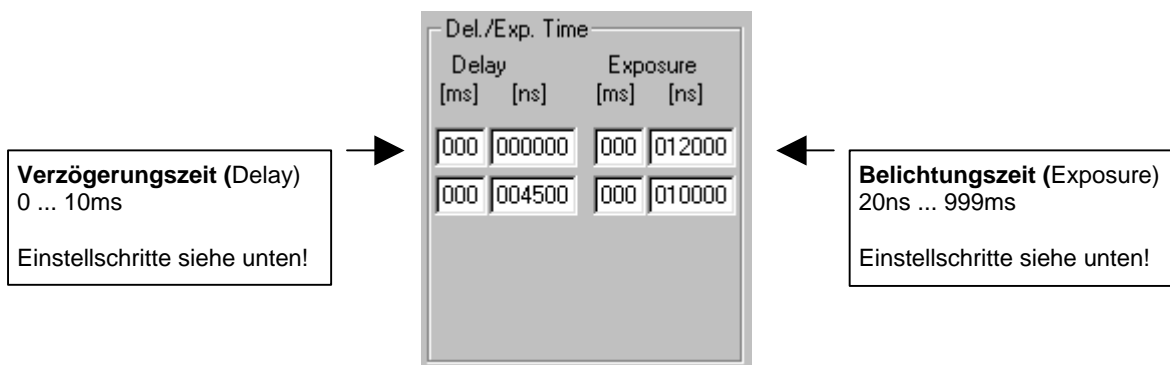 Del./Exp. Time
Delay Exposure
[ms] [ns] [ms] [ns]
000 000000 000 012000
000 004500 000 010000
Verzögerungszeit (Delay)
0 ... 10ms
Einstellschritte siehe unten!
Belichtungszeit (Exposure)
20ns ... 999ms
Einstellschritte siehe unten!